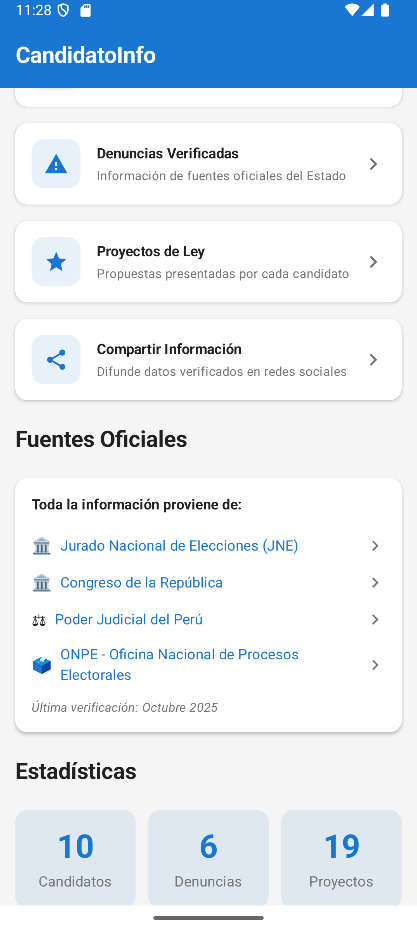 11:28
CandidatoInfo
Denuncias Verificadas
Información de fuentes oficiales del Estado
Proyectos de Ley
Propuestas presentadas por cada candidato
Compartir Información
Difunde datos verificados en redes sociales
Fuentes Oficiales
Toda la información proviene de:
Jurado Nacional de Elecciones (JNE)
Congreso de la República
Poder Judicial del Perú
ONPE - Oficina Nacional de Procesos
Electorales
Última verificación: Octubre 2025
Estadísticas
10 6 19
Candidatos Denuncias Proyectos